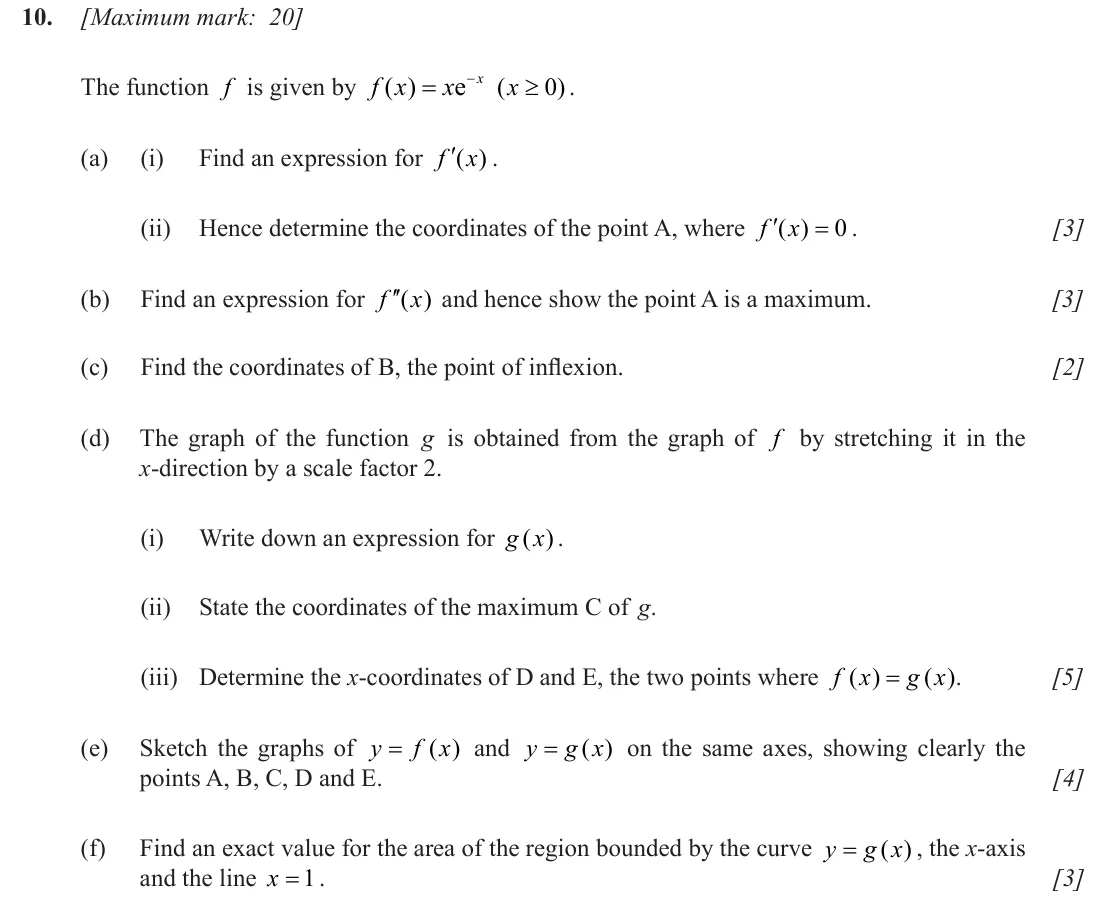 10. [Maximum mark: 20]
The function f is given by f(x) = xe⁻ˣ (x ≥ 0).
(a) (i) Find an expression for f′(x).
(ii) Hence determine the coordinates of the point A, where f′(x) = 0. [3]
(b) Find an expression for f″(x) and hence show the point A is a maximum. [3]
(c) Find the coordinates of B, the point of inflexion. [2]
(d) The graph of the function g is obtained from the graph of f by stretching it in the
x-direction by a scale factor 2.
(i) Write down an expression for g(x).
(ii) State the coordinates of the maximum C of g.
(iii) Determine the x-coordinates of D and E, the two points where f(x) = g(x). [5]
(e) Sketch the graphs of y = f(x) and y = g(x) on the same axes, showing clearly the
points A, B, C, D and E. [4]
(f) Find an exact value for the area of the region bounded by the curve y = g(x), the x-axis
and the line x = 1. [3]